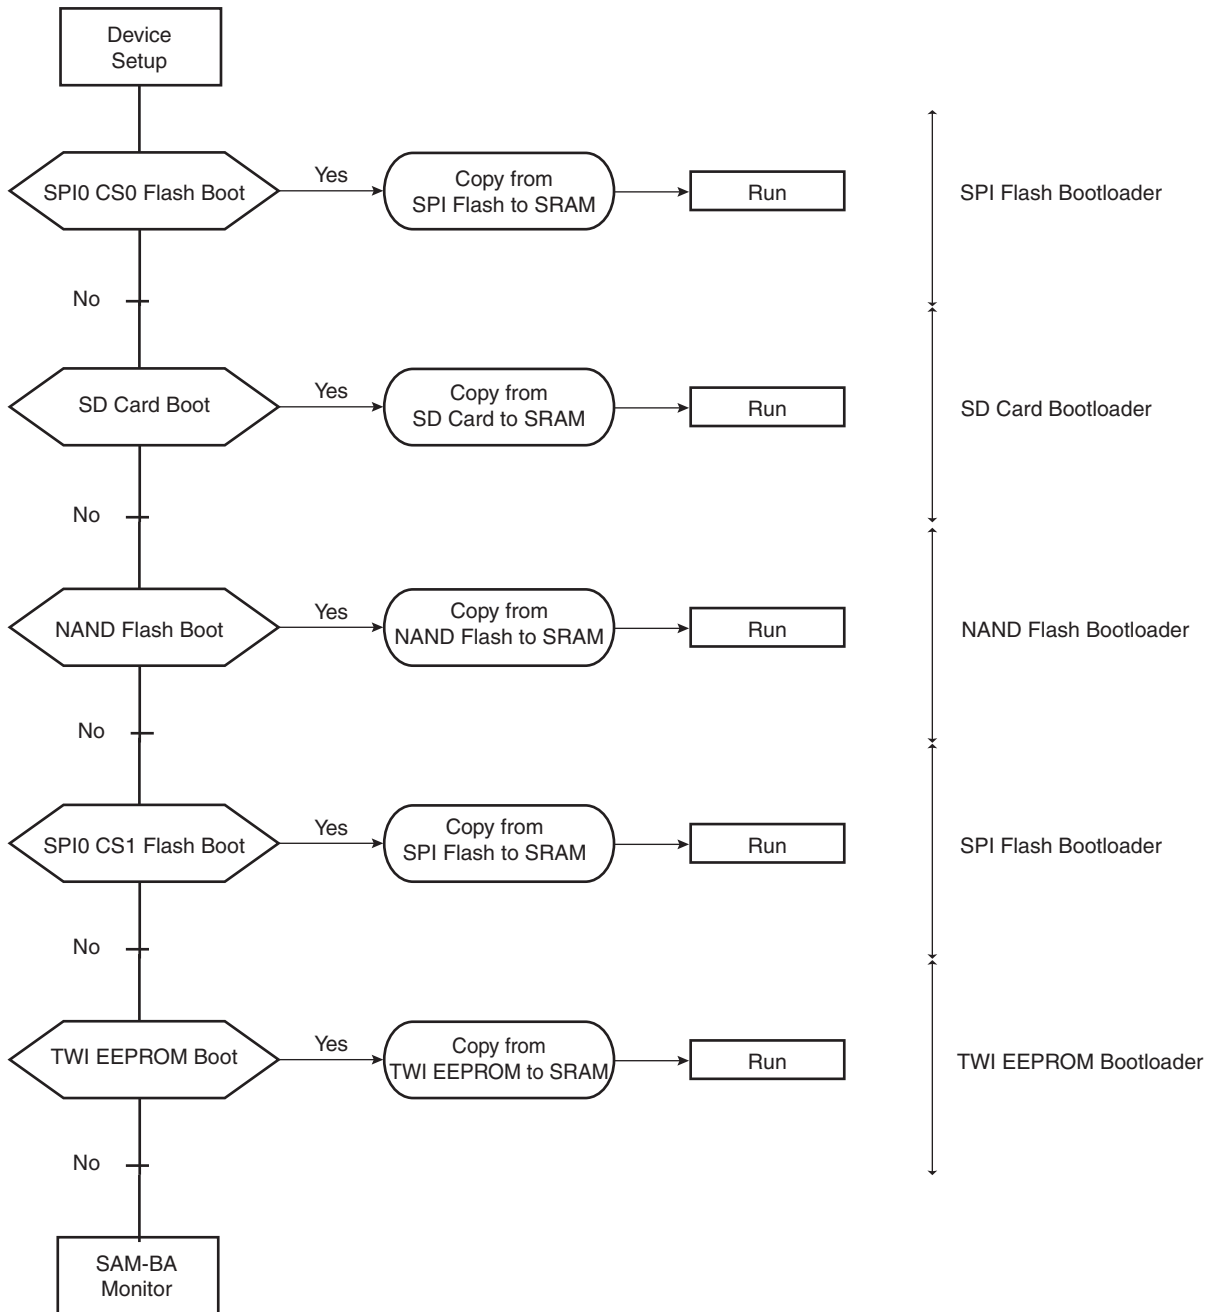 Device
Setup
SPI0 CS0 Flash Boot
Yes
Copy from
SPI Flash to SRAM
Run
SPI Flash Bootloader
No
SD Card Boot
Yes
Copy from
SD Card to SRAM
Run
SD Card Bootloader
No
NAND Flash Boot
Yes
Copy from
NAND Flash to SRAM
Run
NAND Flash Bootloader
No
SPI0 CS1 Flash Boot
Yes
Copy from
SPI Flash to SRAM
Run
SPI Flash Bootloader
No
TWI EEPROM Boot
Yes
Copy from
TWI EEPROM to SRAM
Run
TWI EEPROM Bootloader
No
SAM-BA
Monitor